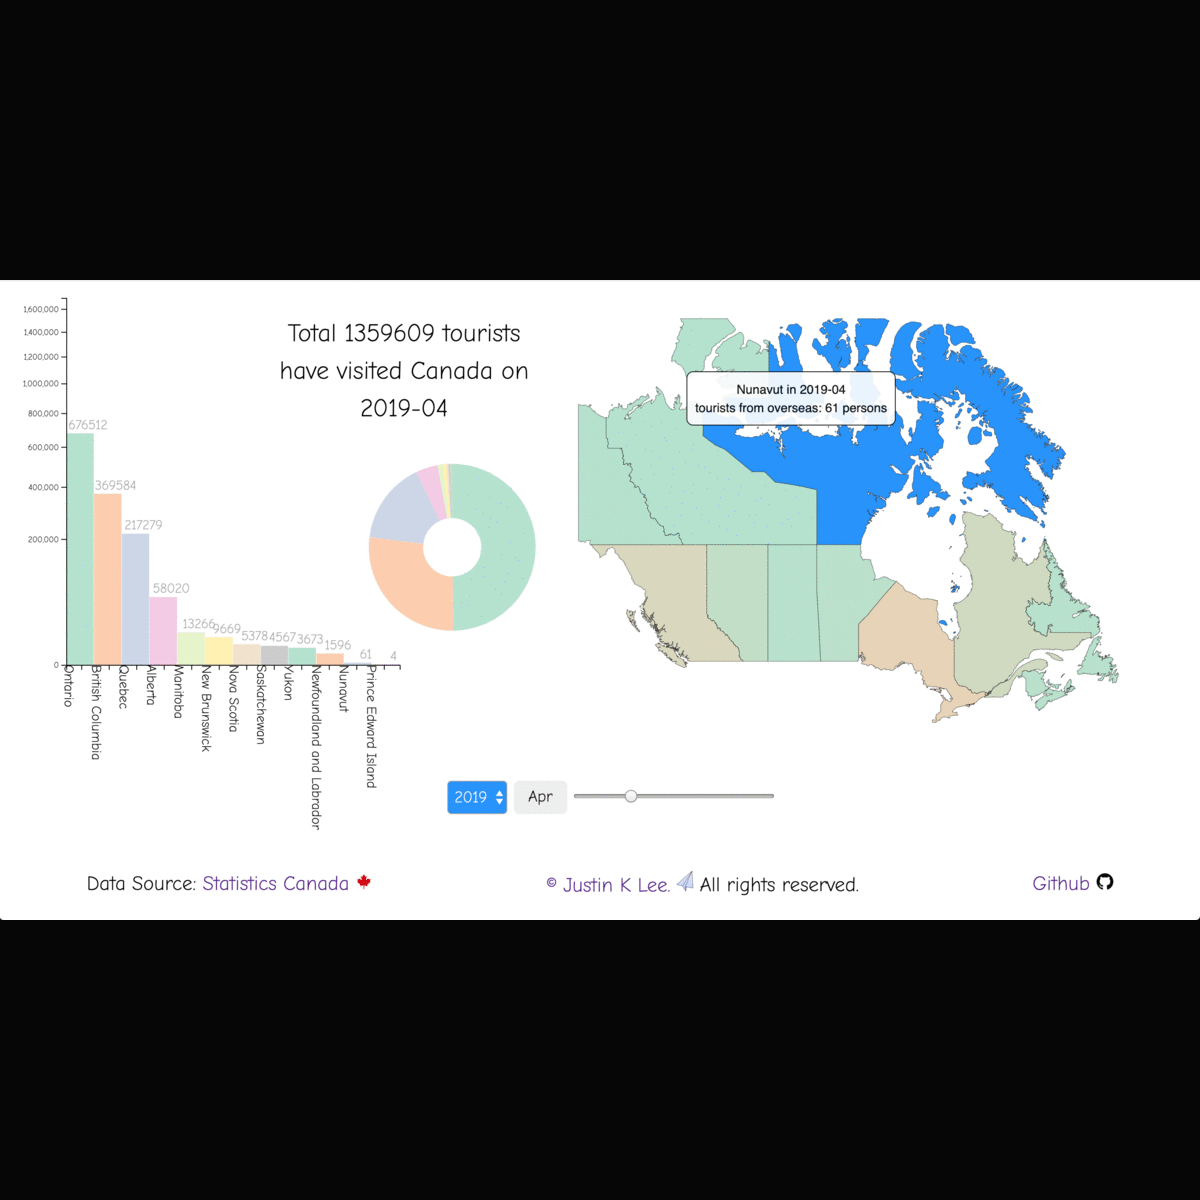 1,600,000
1,400,000
1,200,000
1,000,000
800,000
600,000
400,000
200,000
0
676512
369584
217279
58020
13266
9669
5378
4567
3673
1596
61
4
Ontario
British Columbia
Quebec
Alberta
Manitoba
New Brunswick
Nova Scotia
Saskatchewan
Yukon
Newfoundland and Labrador
Nunavut
Prince Edward Island
Total 1359609 tourists
have visited Canada on
2019-04
Nunavut in 2019-04
tourists from overseas: 61 persons
2019
Apr
Data Source: Statistics Canada
© Justin K Lee. All rights reserved.
Github